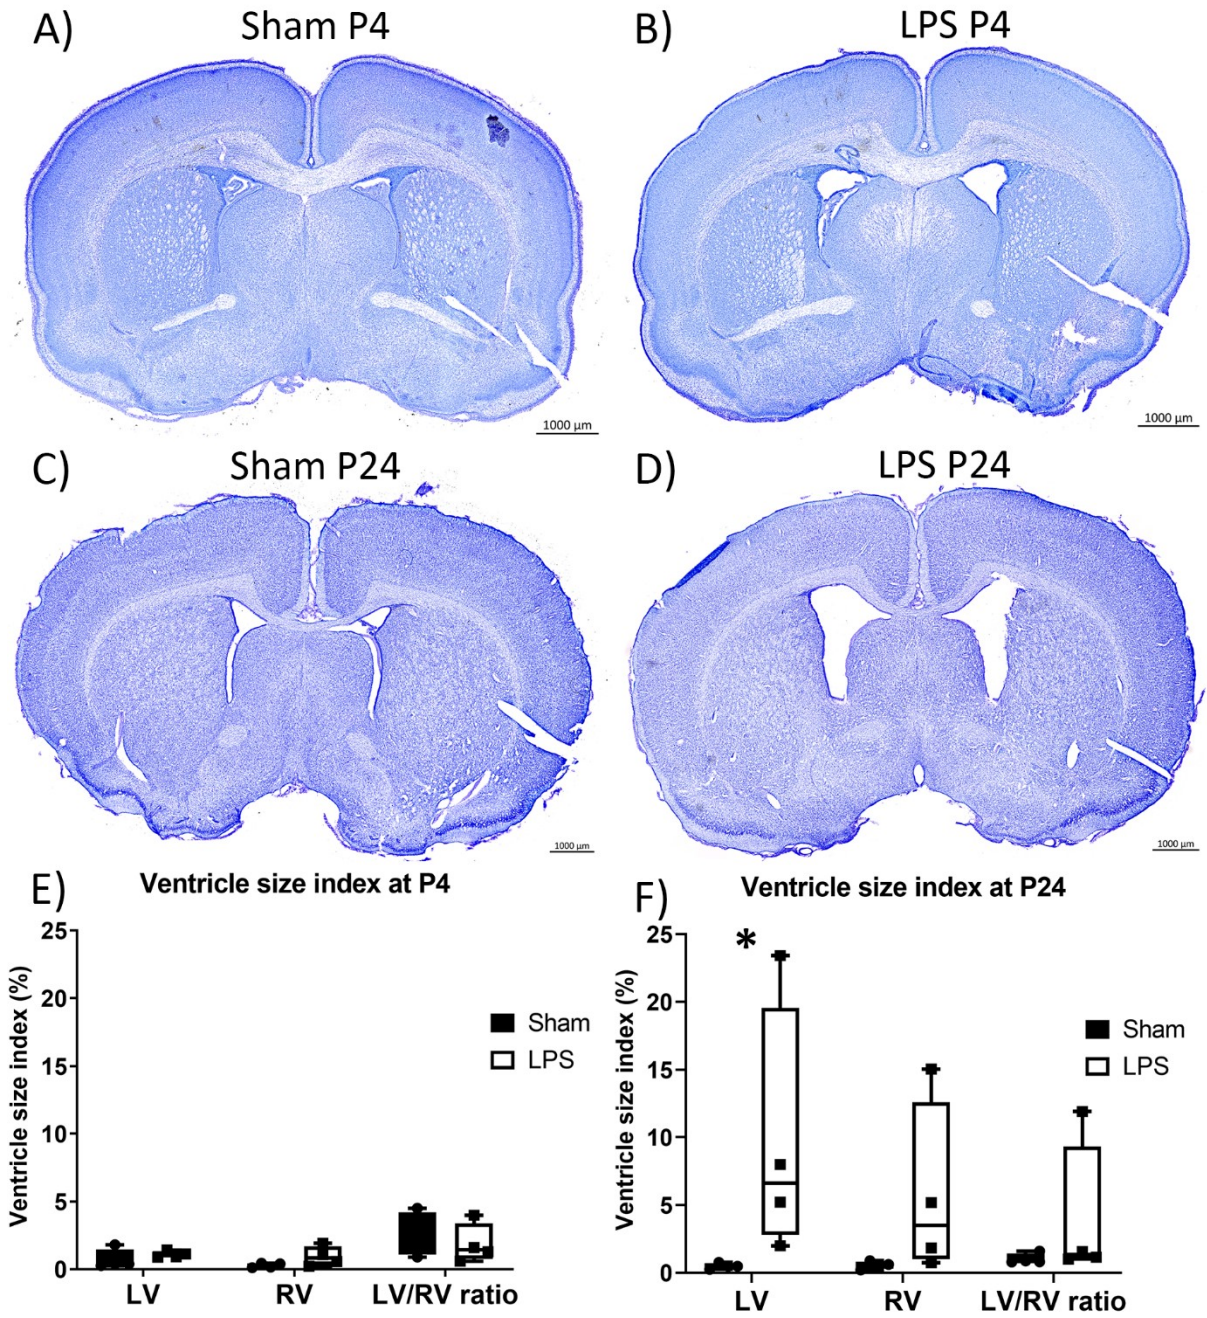 A) Sham P4
B) LPS P4
1000 µm
1000 µm
C) Sham P24
D) LPS P24
1000 µm
1000 µm
E) Ventricle size index at P4
Ventricle size index (%)
25
20
15
10
5
0
Sham
LPS
LV RV LV/RV ratio
F) Ventricle size index at P24
Ventricle size index (%)
25
20
15
10
5
0
*
Sham
LPS
LV RV LV/RV ratio